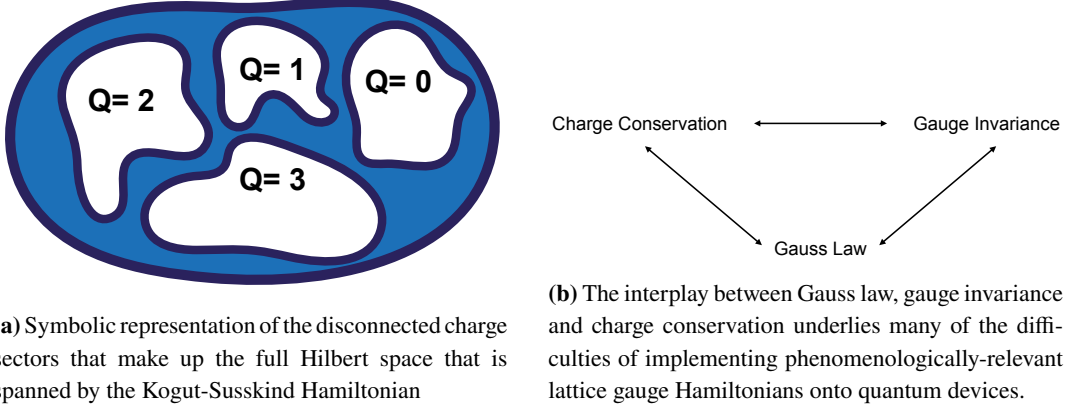 Q= 2
Q= 1
Q= 0
Q= 3
Charge Conservation
Gauge Invariance
Gauss Law
a) Symbolic representation of the disconnected charge
sectors that make up the full Hilbert space that is
spanned by the Kogut-Susskind Hamiltonian
(b) The interplay between Gauss law, gauge invariance
and charge conservation underlies many of the diffi-
culties of implementing phenomenologically-relevant
lattice gauge Hamiltonians onto quantum devices.